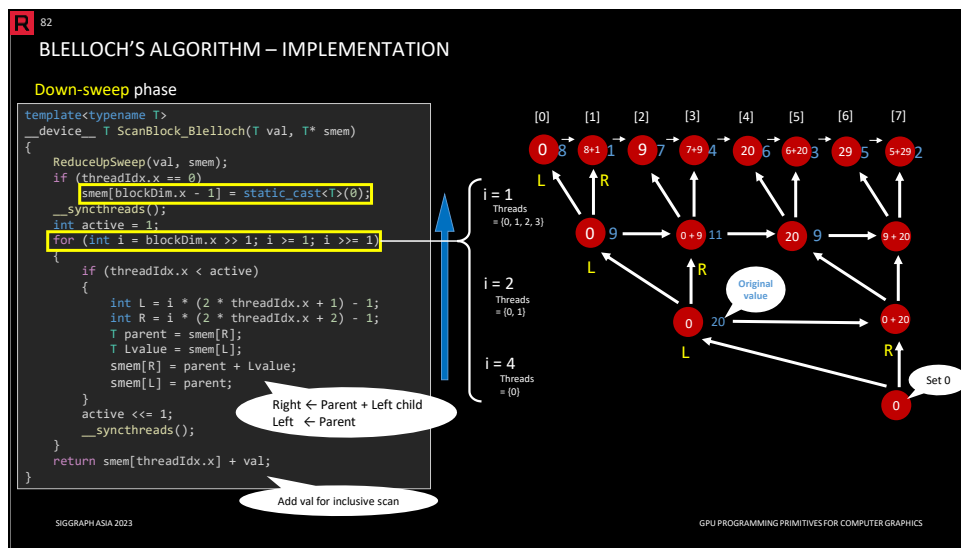 R 82
BLELLOCH'S ALGORITHM – IMPLEMENTATION
Down-sweep phase
template<typename T>
__device__ T ScanBlock_Blelloch(T val, T* smem)
{
ReduceUpSweep(val, smem);
if (threadIdx.x == 0)
smem[blockDim.x - 1] = static_cast<T>(0);
__syncthreads();
int active = 1;
for (int i = blockDim.x >> 1; i >= 1; i >>= 1)
{
if (threadIdx.x < active)
{
int L = i * (2 * threadIdx.x + 1) - 1;
int R = i * (2 * threadIdx.x + 2) - 1;
T parent = smem[R];
T Lvalue = smem[L];
smem[R] = parent + Lvalue;
smem[L] = parent;
}
active <<= 1;
__syncthreads();
}
return smem[threadIdx.x] + val;
}
Right ← Parent + Left child
Left ← Parent
Add val for inclusive scan
i = 1
Threads
= {0, 1, 2, 3}
i = 2
Threads
= {0, 1}
i = 4
Threads
= {0}
[0] [1] [2] [3] [4] [5] [6] [7]
0 8 8+1 1 9 7 7+9 4 20 6 6+20 3 29 5 5+29 2
L R
0 9 0 + 9 11 20 9 9 + 20
L R
Original
value
0 20 0 + 20
L R
Set 0
0
SIGGRAPH ASIA 2023
GPU PROGRAMMING PRIMITIVES FOR COMPUTER GRAPHICS